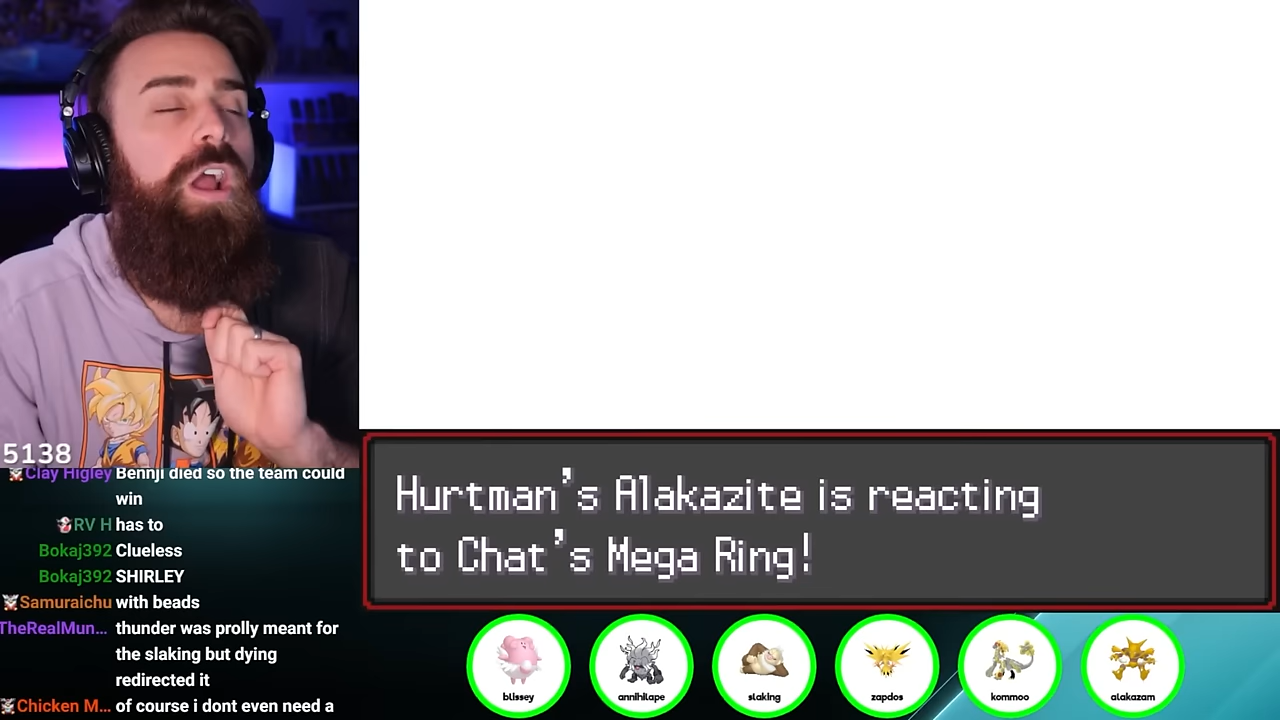 5138
Clay Higley Bennji died so the team could
win
RV H has to
Bokaj392 Clueless
Bokaj392 SHIRLEY
Samuraichu with beads
TheRealMun... thunder was prolly meant for
the slaking but dying
redirected it
Chicken M... of course i dont even need a
Hurtman's Alakazite is reacting
to Chat's Mega Ring!
blissey
annihilape
slaking
zapdos
kommoo
alakazam